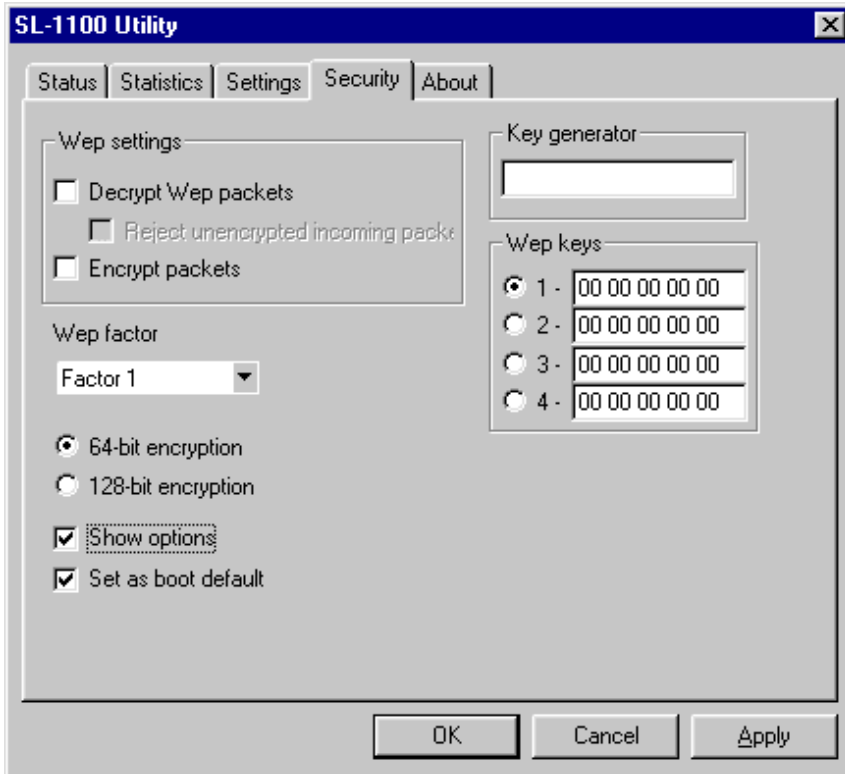 SL-1100 Utility
Status Statistics Settings Security About
Wep settings
Decrypt Wep packets
Reject unencrypted incoming packe
Encrypt packets
Wep factor
Factor 1
64-bit encryption
128-bit encryption
Show options
Set as boot default
Key generator
Wep keys
1 - 00 00 00 00 00
2 - 00 00 00 00 00
3 - 00 00 00 00 00
4 - 00 00 00 00 00
OK Cancel Apply